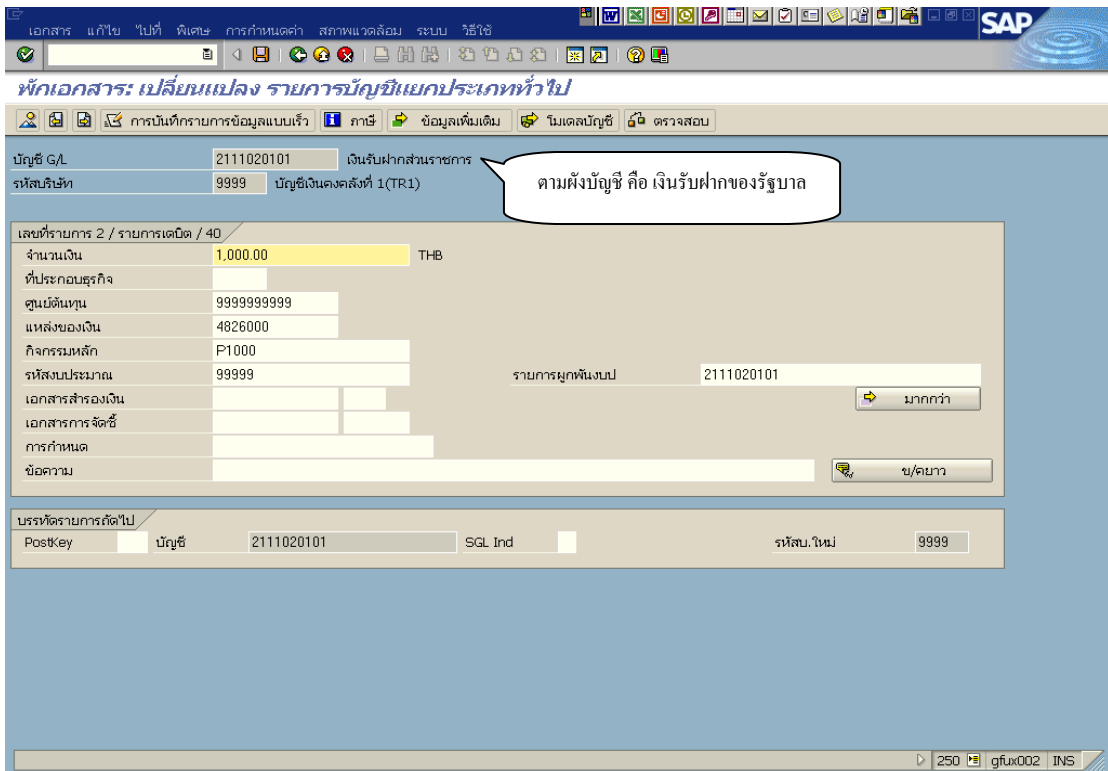 เอกสาร แก้ไข ไปที่ พิเศษ การกำหนดค่า สภาพแวดล้อม ระบบ วิธีใช้
SAP
พักเอกสาร: เปลี่ยนแปลง รายการบัญชีแยกประเภททั่วไป
การบันทึกรายการข้อมูลแบบเร็ว ภาษี ข้อมูลเพิ่มเติม โมเดลบัญชี ตรวจสอบ
บัญชี G/L 2111020101 เงินรับฝากส่วนราชการ
รหัสบริษัท 9999 บัญชีเงินคงคลังที่ 1(TR1)
ตามผังบัญชี คือ เงินรับฝากของรัฐบาล
เลขที่รายการ 2 / รายการเดบิต / 40
จำนวนเงิน 1,000.00 THB
ที่ประกอบธุรกิจ
ศูนย์ต้นทุน 9999999999
แหล่งของเงิน 4826000
กิจกรรมหลัก P1000
รหัสงบประมาณ 99999 รายการผูกพันงบป 2111020101
เอกสารสำรองเงิน มากกว่า
เอกสารการจัดซื้
การกำหนด
ข้อความ ข/คยาว
บรรทัดรายการถัดไป
PostKey บัญชี 2111020101 SGL Ind รหัสบ.ใหม่ 9999
250 gfux002 INS